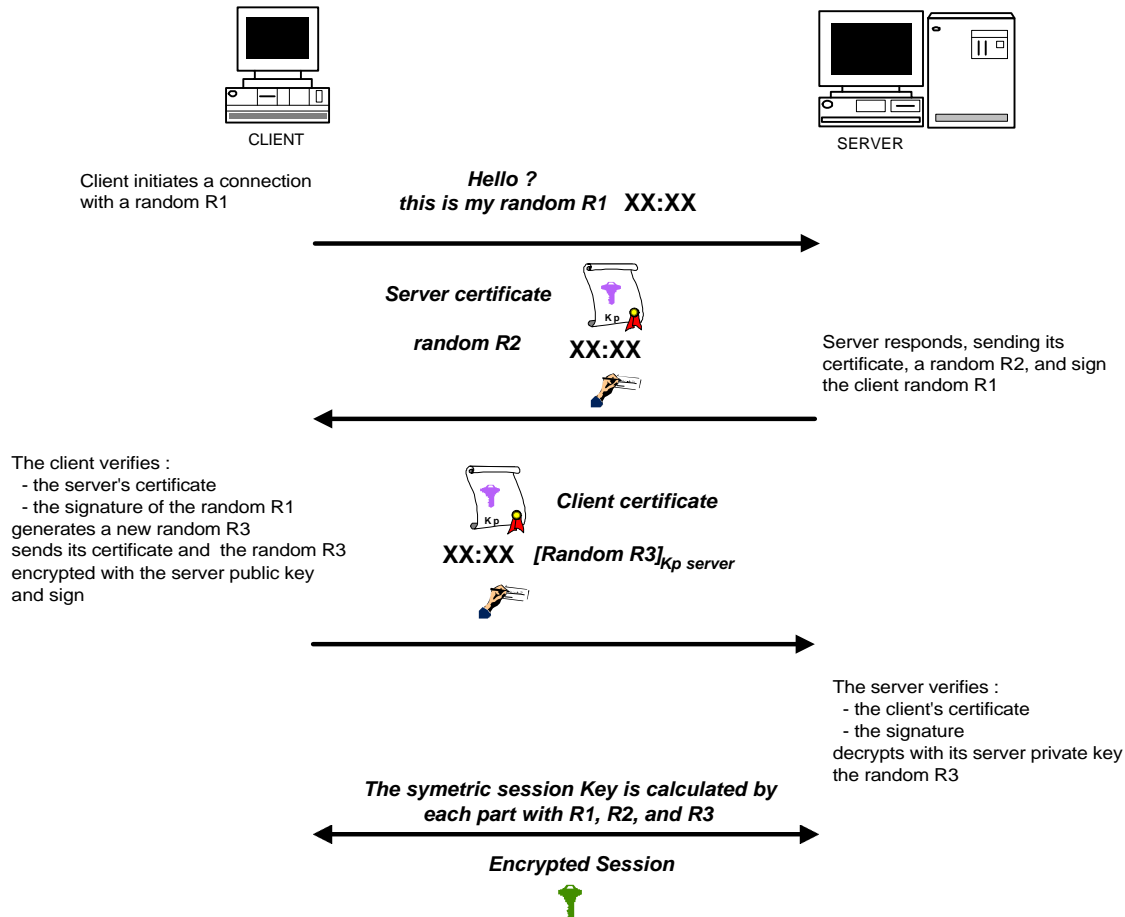 CLIENT
SERVER
Client initiates a connection
with a random R1
Hello ?
this is my random R1 XX:XX
Server certificate
Kp
random R2 XX:XX
Server responds, sending its
certificate, a random R2, and sign
the client random R1
The client verifies :
- the server's certificate
- the signature of the random R1
generates a new random R3
sends its certificate and the random R3
encrypted with the server public key
and sign
Kp
Client certificate
XX:XX [Random R3]Kp server
The server verifies :
- the client's certificate
- the signature
decrypts with its server private key
the random R3
The symetric session Key is calculated by
each part with R1, R2, and R3
Encrypted Session